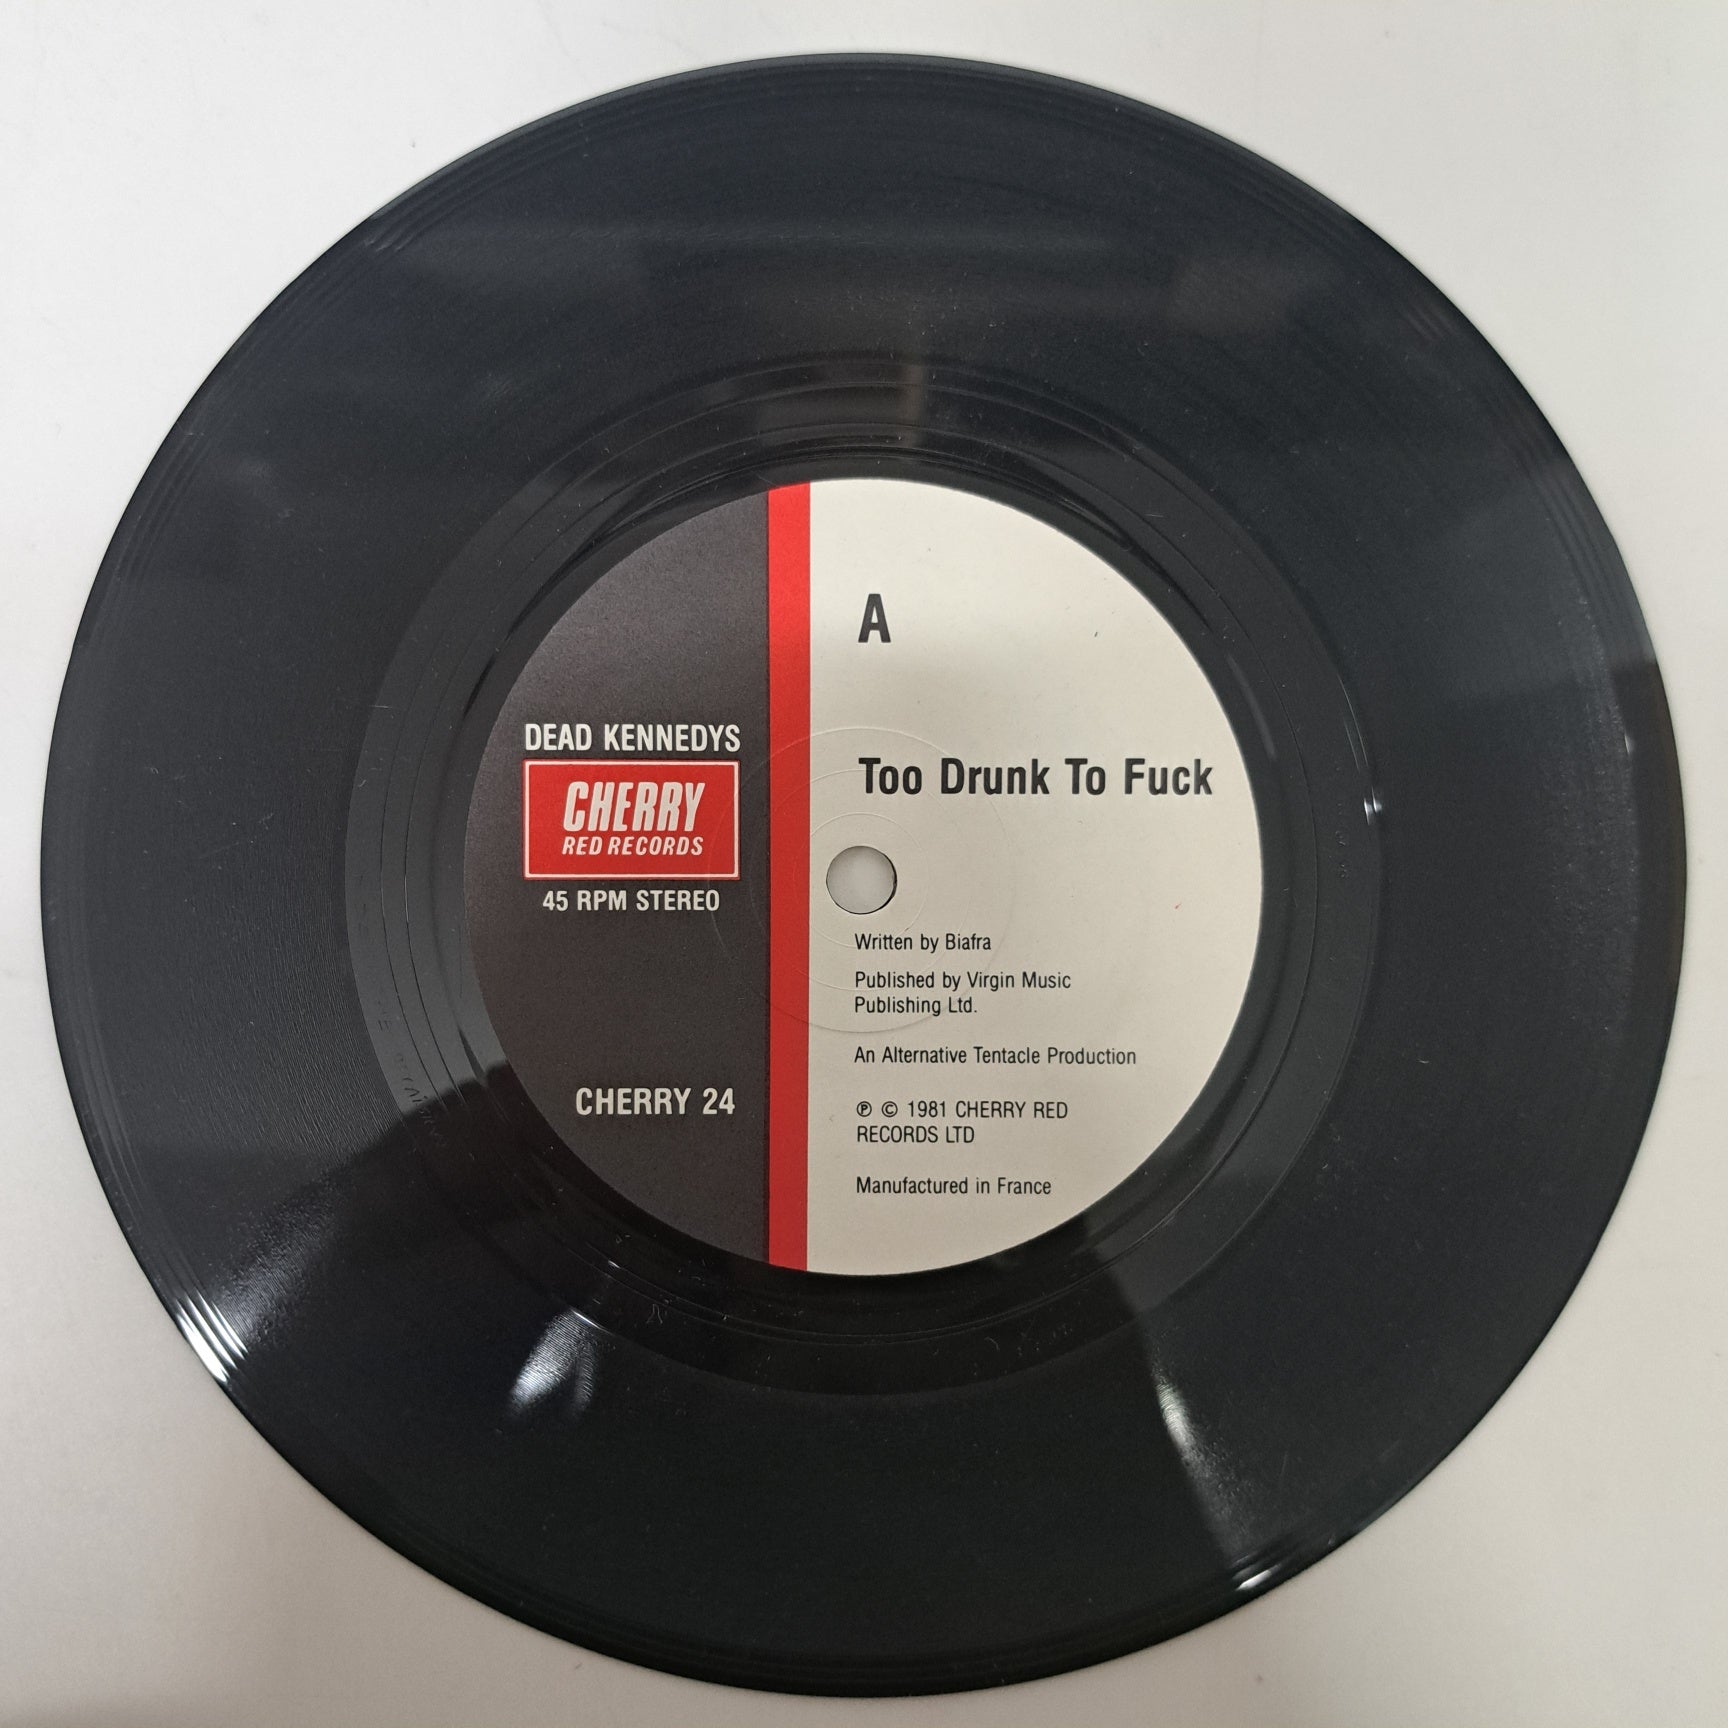 A
DEAD KENNEDYS
CHERRY
RED RECORDS
45 RPM STEREO
CHERRY 24
Too Drunk To Fuck
Written by Biafra
Published by Virgin Music
Publishing Ltd.
An Alternative Tentacle Production
℗ © 1981 CHERRY RED
RECORDS LTD
Manufactured in France